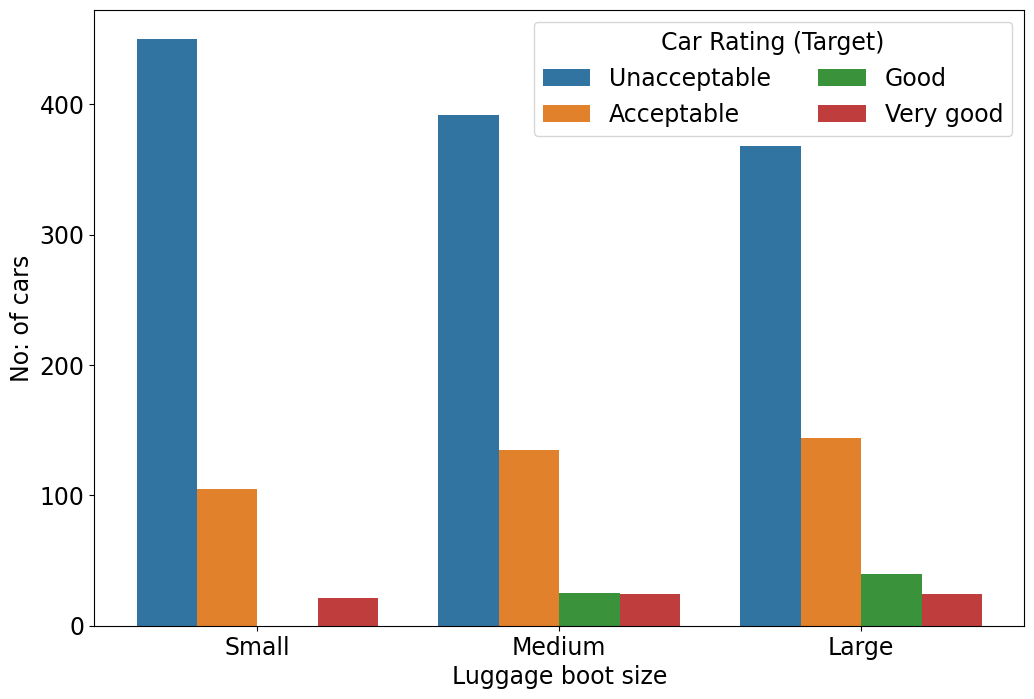 Car Rating (Target)
Unacceptable
Good
Acceptable
Very good
400
300
200
100
0
No: of cars
Small
Medium
Large
Luggage boot size